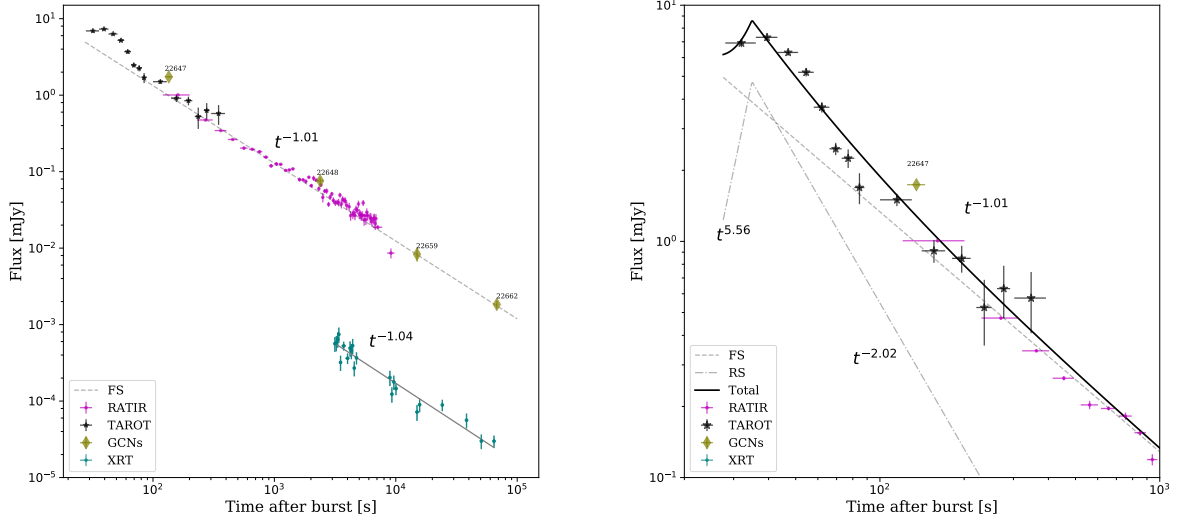 10^1
10^0
10^{-1}
10^{-2}
10^{-3}
10^{-4}
10^{-5}
Flux [mJy]
22647
t^{-1.01}
22648
22659
22662
t^{-1.04}
FS
RATIR
TAROT
GCNs
XRT
10^2
10^3
10^4
10^5
Time after burst [s]
10^1
10^0
10^{-1}
Flux [mJy]
22647
t^{-1.01}
t^{5.56}
t^{-2.02}
FS
RS
Total
RATIR
TAROT
GCNs
XRT
10^2
10^3
Time after burst [s]